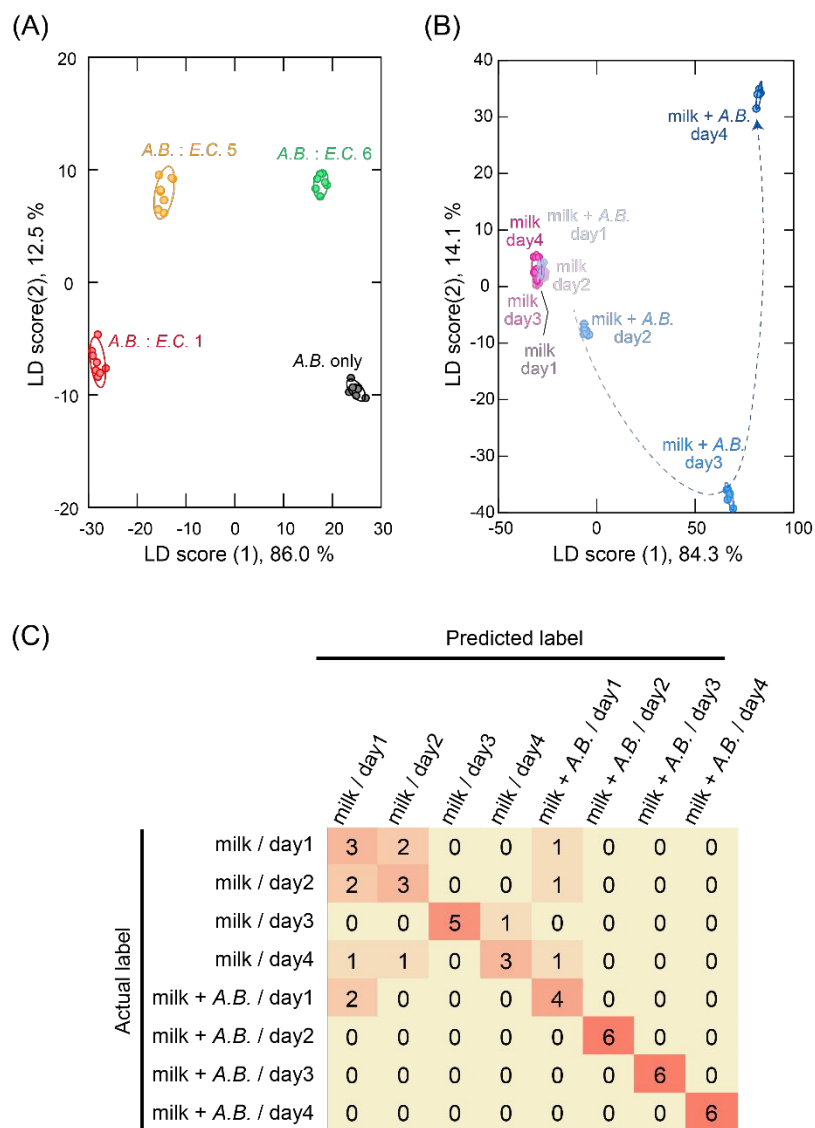 (A)
20
10
0
-10
-20
LD score(2), 12.5 %
A.B. : E.C. 5
A.B. : E.C. 6
A.B. : E.C. 1
A.B. only
-30
-20
-10
0
10
20
30
LD score (1), 86.0 %
(B)
40
30
20
10
0
-10
-20
-30
-40
LD score(2), 14.1 %
milk + A.B.
day4
milk
day4
milk + A.B.
day1
milk
day2
milk
day3
milk
day1
milk + A.B.
day2
milk + A.B.
day3
-50
0
50
100
LD score (1), 84.3 %
(C)
Predicted label
milk / day1
milk / day2
milk / day3
milk / day4
milk + A.B. / day1
milk + A.B. / day2
milk + A.B. / day3
milk + A.B. / day4
Actual label
milk / day1 3 2 0 0 1 0 0 0
milk / day2 2 3 0 0 1 0 0 0
milk / day3 0 0 5 1 0 0 0 0
milk / day4 1 1 0 3 1 0 0 0
milk + A.B. / day1 2 0 0 0 4 0 0 0
milk + A.B. / day2 0 0 0 0 0 6 0 0
milk + A.B. / day3 0 0 0 0 0 0 6 0
milk + A.B. / day4 0 0 0 0 0 0 0 6